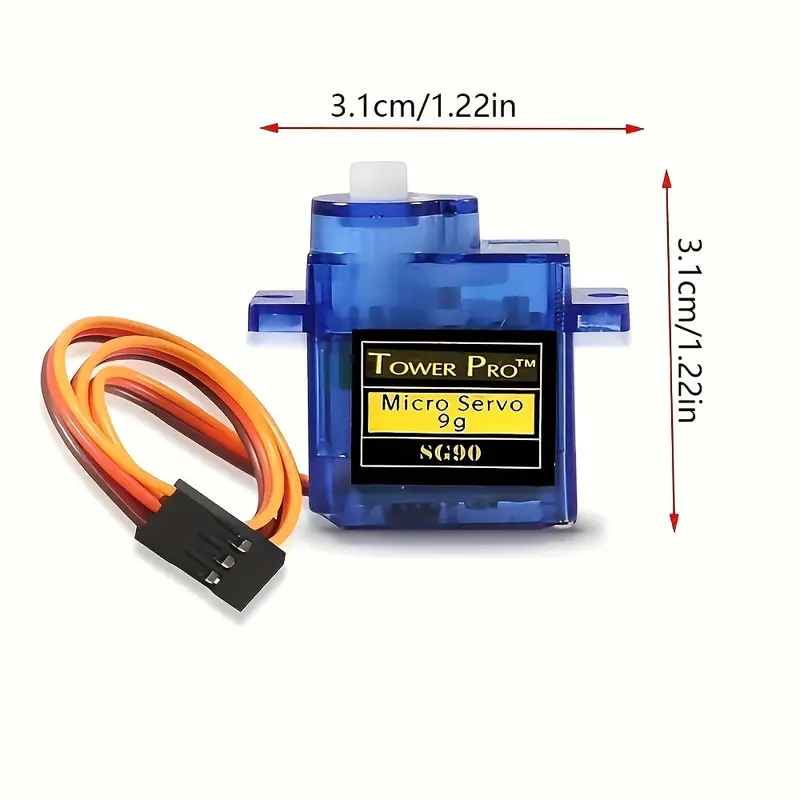 3.1cm/1.22in
3.1cm/1.22in
TOWER PRO™
Micro Servo
9g
SG90